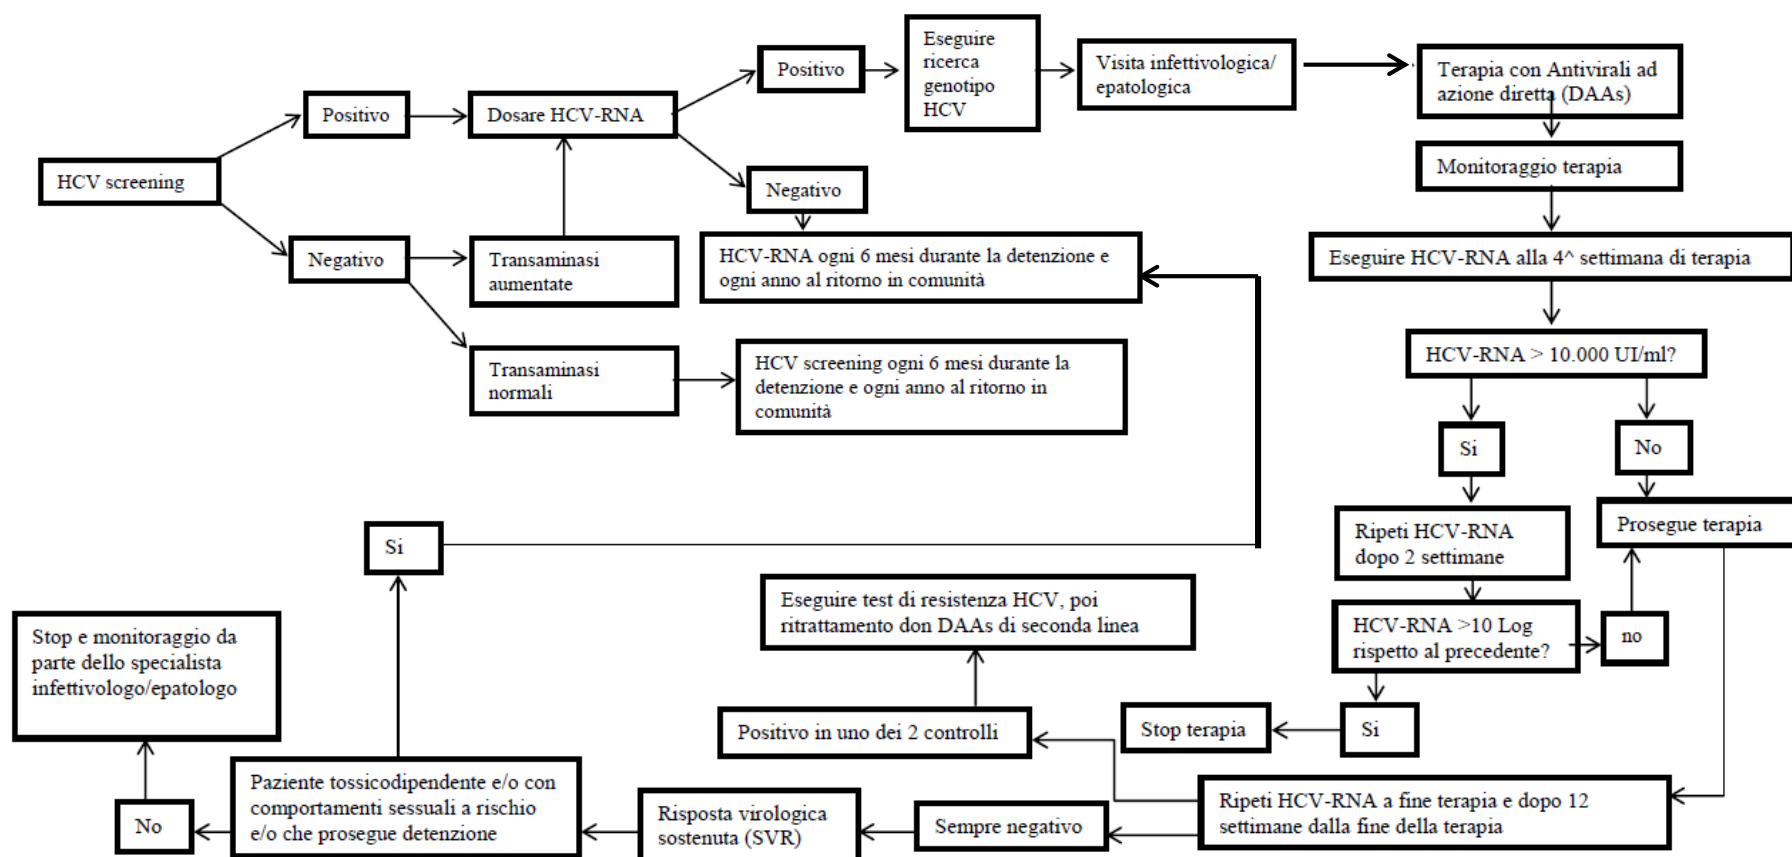 HCV screening
Positivo
Negativo
Dosare HCV-RNA
Transaminasi
aumentate
Transaminasi
normali
Positivo
Negativo
HCV-RNA ogni 6 mesi durante la detenzione e
ogni anno al ritorno in comunità
HCV screening ogni 6 mesi durante la
detenzione e ogni anno al ritorno in
comunità
Eseguire
ricerca
genotipo
HCV
Visita infettivologica/
epatologica
Terapia con Antivirali ad
azione diretta (DAAs)
Monitoraggio terapia
Eseguire HCV-RNA alla 4^ settimana di terapia
HCV-RNA > 10.000 UI/ml?
Si
No
Ripeti HCV-RNA
dopo 2 settimane
Prosegue terapia
HCV-RNA >10 Log
rispetto al precedente?
no
Si
Stop terapia
Ripeti HCV-RNA a fine terapia e dopo 12
settimane dalla fine della terapia
Positivo in uno dei 2 controlli
Eseguire test di resistenza HCV, poi
ritrattamento don DAAs di seconda linea
Sempre negativo
Risposta virologica
sostenuta (SVR)
Paziente tossicodipendente e/o con
comportamenti sessuali a rischio
e/o che prosegue detenzione
Si
No
Stop e monitoraggio da
parte dello specialista
infettivologo/epatologo